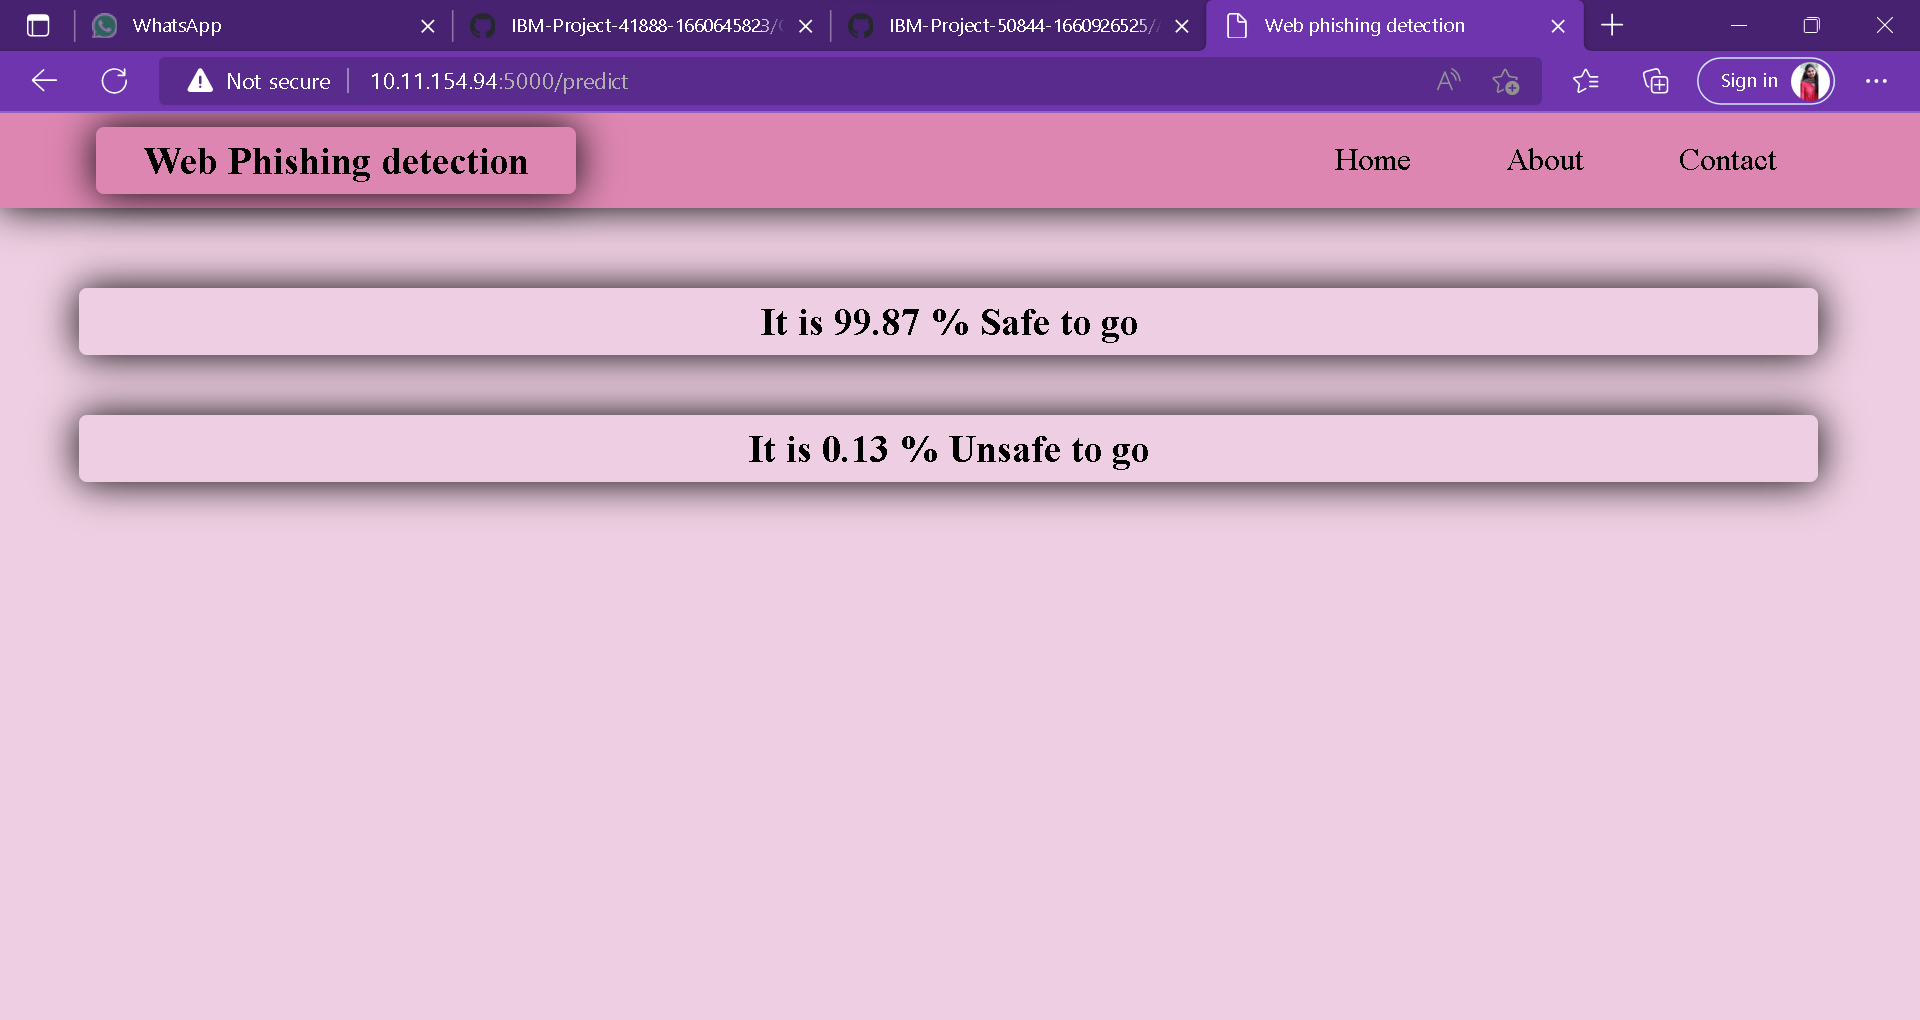 WhatsApp
IBM-Project-41888-1660645823/
IBM-Project-50844-1660926525/
Web phishing detection
Not secure
10.11.154.94:5000/predict
Sign in
Web Phishing detection
Home
About
Contact
It is 99.87 % Safe to go
It is 0.13 % Unsafe to go